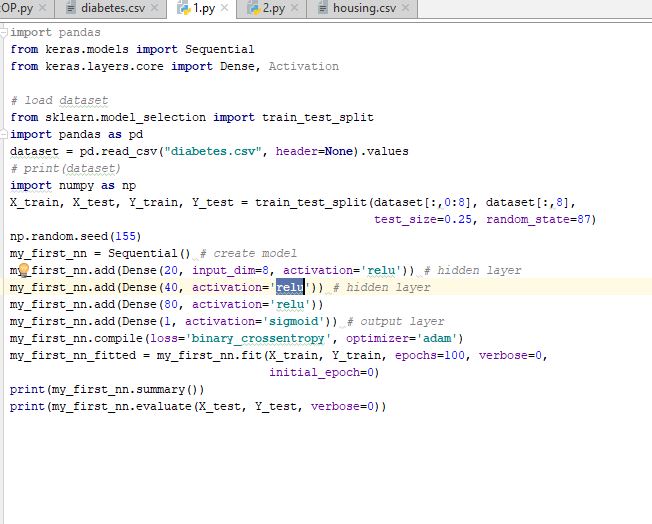 OP.py diabetes.csv 1.py 2.py housing.csv
import pandas
from keras.models import Sequential
from keras.layers.core import Dense, Activation
# load dataset
from sklearn.model_selection import train_test_split
import pandas as pd
dataset = pd.read_csv("diabetes.csv", header=None).values
# print(dataset)
import numpy as np
X_train, X_test, Y_train, Y_test = train_test_split(dataset[:,0:8], dataset[:,8],
test_size=0.25, random_state=87)
np.random.seed(155)
my_first_nn = Sequential() # create model
m first_nn.add(Dense(20, input_dim=8, activation='relu')) # hidden layer
my_first_nn.add(Dense(40, activation='relu')) # hidden layer
my_first_nn.add(Dense(80, activation='relu'))
my_first_nn.add(Dense(1, activation='sigmoid')) # output layer
my_first_nn.compile(loss='binary_crossentropy', optimizer='adam')
my_first_nn_fitted = my_first_nn.fit(X_train, Y_train, epochs=100, verbose=0,
initial_epoch=0)
print(my_first_nn.summary())
print(my_first_nn.evaluate(X_test, Y_test, verbose=0))